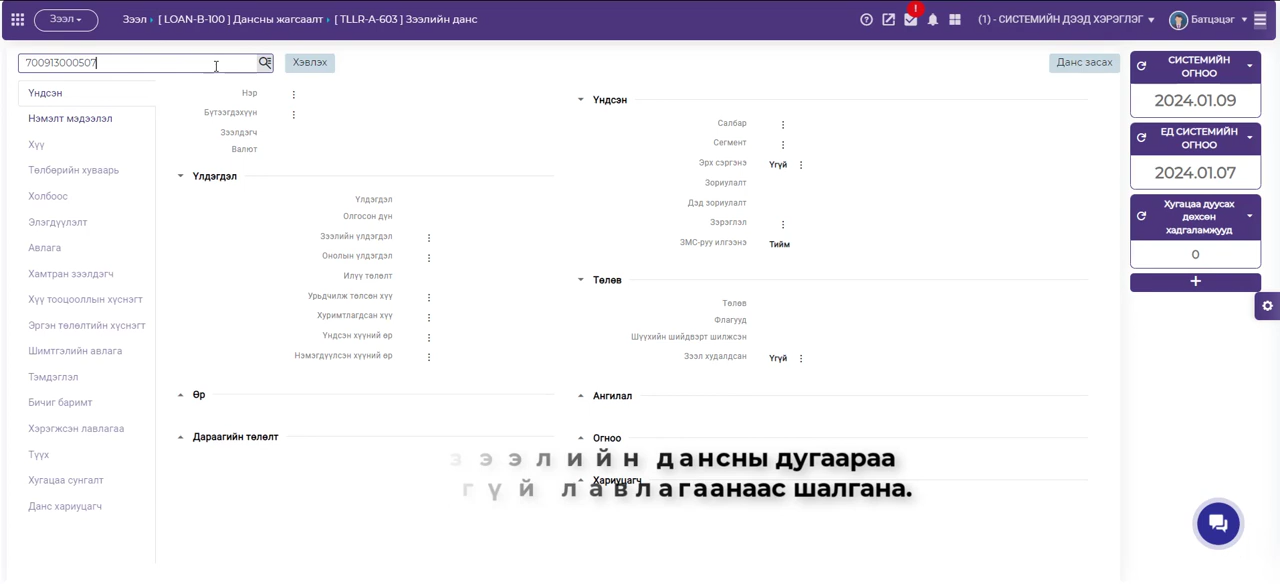 Зээл
Зээл [ LOAN-B-100 ] Дансны жагсаалт [ TLLR-A-603 ] Зээлийн данс
!
(1) - СИСТЕМИЙН ДЭЭД ХЭРЭГЛЭГ
Батцэцэг
700913000507
Хэвлэх
Данс засах
Үндсэн
Нэмэлт мэдээлэл
Хүү
Төлбөрийн хуваарь
Холбоос
Элэгдүүлэлт
Авлага
Хамтран зээлдэгч
Хүү тооцооллын хүснэгт
Эргэн төлөлтийн хүснэгт
Шимтгэлийн авлага
Тэмдэглэл
Бичиг баримт
Хэрэгжсэн лавлагаа
Түүх
Хугацаа сунгалт
Данс хариуцагч
Нэр
Бүтээгдэхүүн
Зээлдэгч
Валют
Үлдэгдэл
Үлдэгдэл
Олгосон дүн
Зээлийн үлдэгдэл
Онолын үлдэгдэл
Илүү төлөлт
Урьдчилж төлсөн хүү
Хуримтлагдсан хүү
Үндсэн хүүний өр
Нэмэгдүүлсэн хүүний өр
Өр
Дараагийн төлөлт
Үндсэн
Салбар
Сегмент
Эрх сэргэнэ Үгүй
Зориулалт
Дэд зориулалт
Зэрэглэл
ЗМС-руу илгээнэ Тийм
Төлөв
Төлөв
Флагууд
Шүүхийн шийдвэрт шилжсэн
Зээл худалдсан Үгүй
Ангилал
Огноо
Хариуцагч
зээлийн дансны дугаараа
гүй лавлагаанаас шалгана.
СИСТЕМИЙН
ОГНОО
2024.01.09
ЕД СИСТЕМИЙН
ОГНОО
2024.01.07
Хугацаа дуусах
дөхсөн
хадгаламжууд
0
+